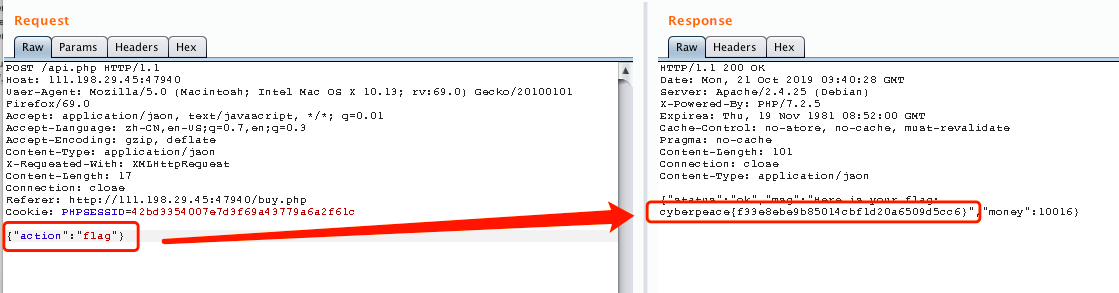 Request
Raw Params Headers Hex
POST /api.php HTTP/1.1
Host: 111.198.29.45:47940
User-Agent: Mozilla/5.0 (Macintosh; Intel Mac OS X 10.13; rv:69.0) Gecko/20100101
Firefox/69.0
Accept: application/json, text/javascript, */*; q=0.01
Accept-Language: zh-CN,en-US;q=0.7,en;q=0.3
Accept-Encoding: gzip, deflate
Content-Type: application/json
X-Requested-With: XMLHttpRequest
Content-Length: 17
Connection: close
Referer: http://111.198.29.45:47940/buy.php
Cookie: PHPSESSID=42bd3354007e7d3f69a43779a6a2f61c
{"action":"flag"}
Response
Raw Headers Hex
HTTP/1.1 200 OK
Date: Mon, 21 Oct 2019 03:40:28 GMT
Server: Apache/2.4.25 (Debian)
X-Powered-By: PHP/7.2.5
Expires: Thu, 19 Nov 1981 08:52:00 GMT
Cache-Control: no-store, no-cache, must-revalidate
Pragma: no-cache
Content-Length: 101
Connection: close
Content-Type: application/json
{"status":"ok","msg":"Here is your flag:
cyberpeace{f33e8ebe9b85014cbf1d20a6509d5cc6}","money":10016}